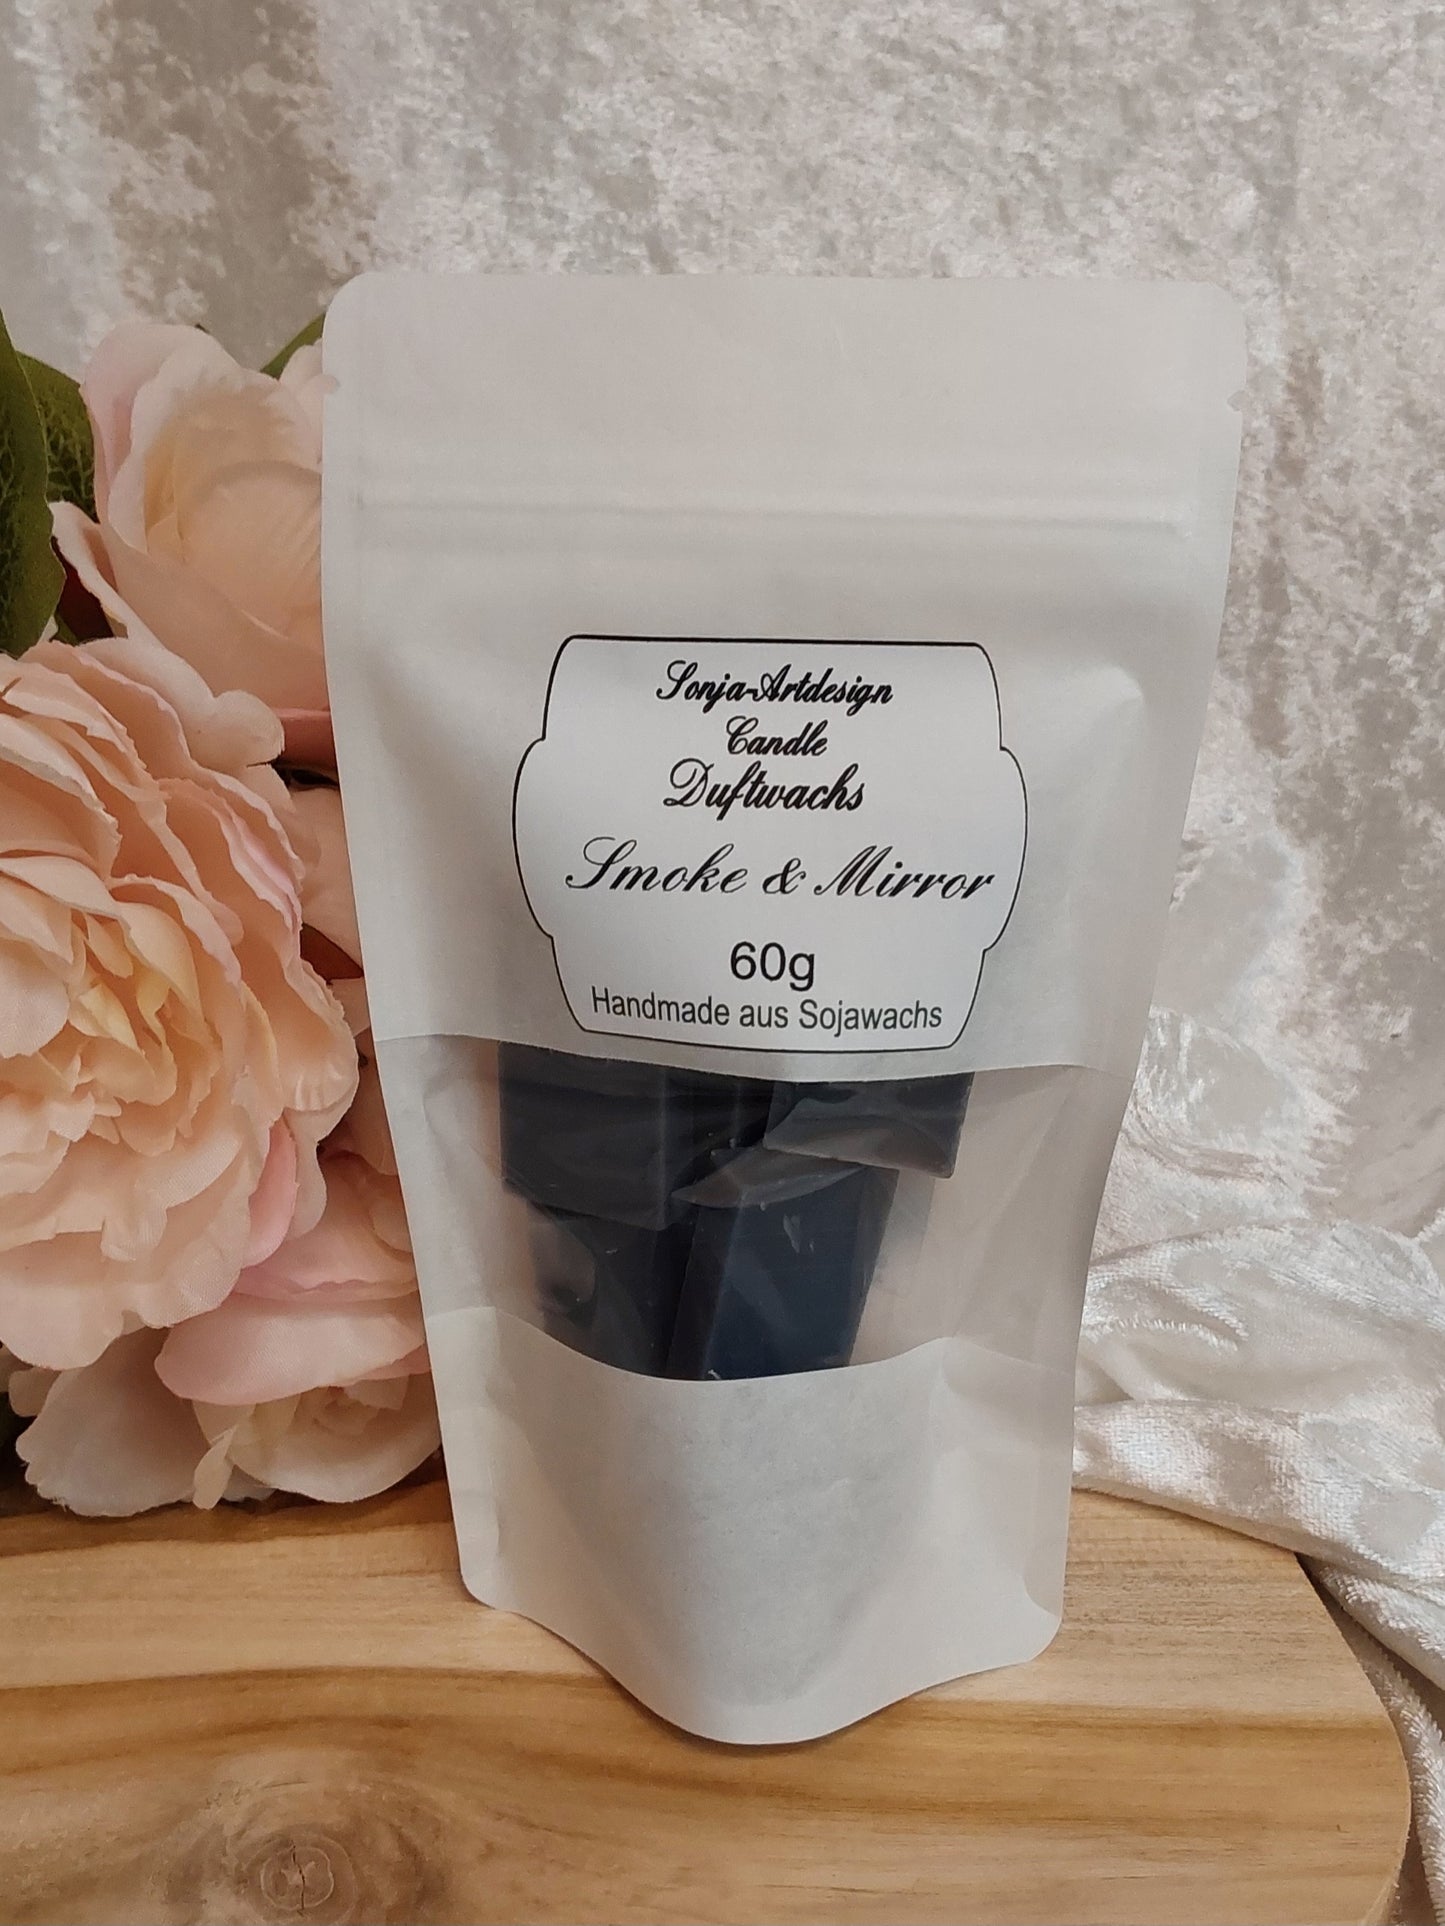 Sonja-Artdesign
Candle
Duftwachs
Smoke & Mirror
60g
Handmade aus Sojawachs